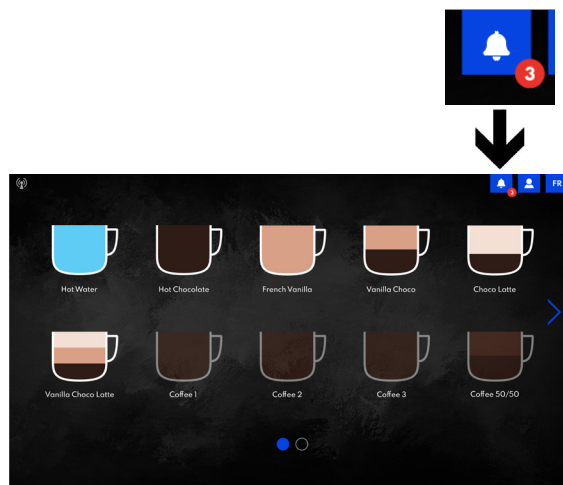 3
3
FR
Hot Water
Hot Chocolate
French Vanilla
Vanilla Choco
Choco Latte
Vanilla Choco Latte
Coffee 1
Coffee 2
Coffee 3
Coffee 50/50